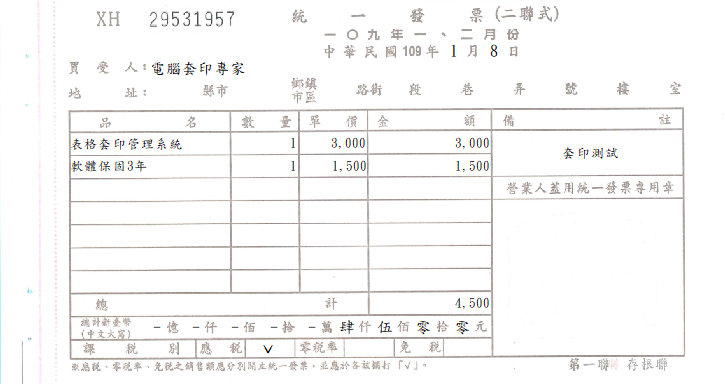 XH 29531957 統一發票(二聯式)
一〇九年一、二月份
中華民國109年 1 月 8 日
買受人:電腦套印專家
地址: 縣市 鄉鎮市區 路街 段 巷 弄 號 樓 室
品名 數量 單價 金額 備註
表格套印管理系統 1 3,000 3,000 套印測試
軟體保固3年 1 1,500 1,500
營業人蓋用統一發票專用章
總計 4,500
總計新臺幣(中文大寫) -億-仟-佰-拾-萬肆仟伍佰零拾零元
課稅別 應稅 ∨ 零稅率 免稅
※應稅、零稅率、免稅之銷售額應分別開立統一發票,並應於各該欄打「∨」。
第一聯 存根聯